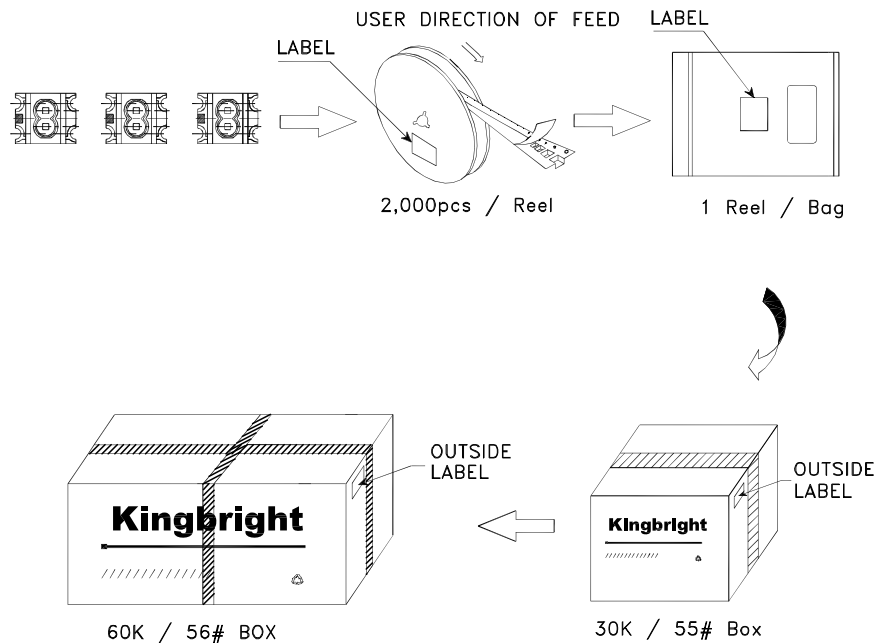 USER DIRECTION OF FEED
LABEL
LABEL
2,000pcs / Reel
1 Reel / Bag
OUTSIDE
LABEL
Kingbright
60K / 56# BOX
OUTSIDE
LABEL
Kingbright
30K / 55# Box